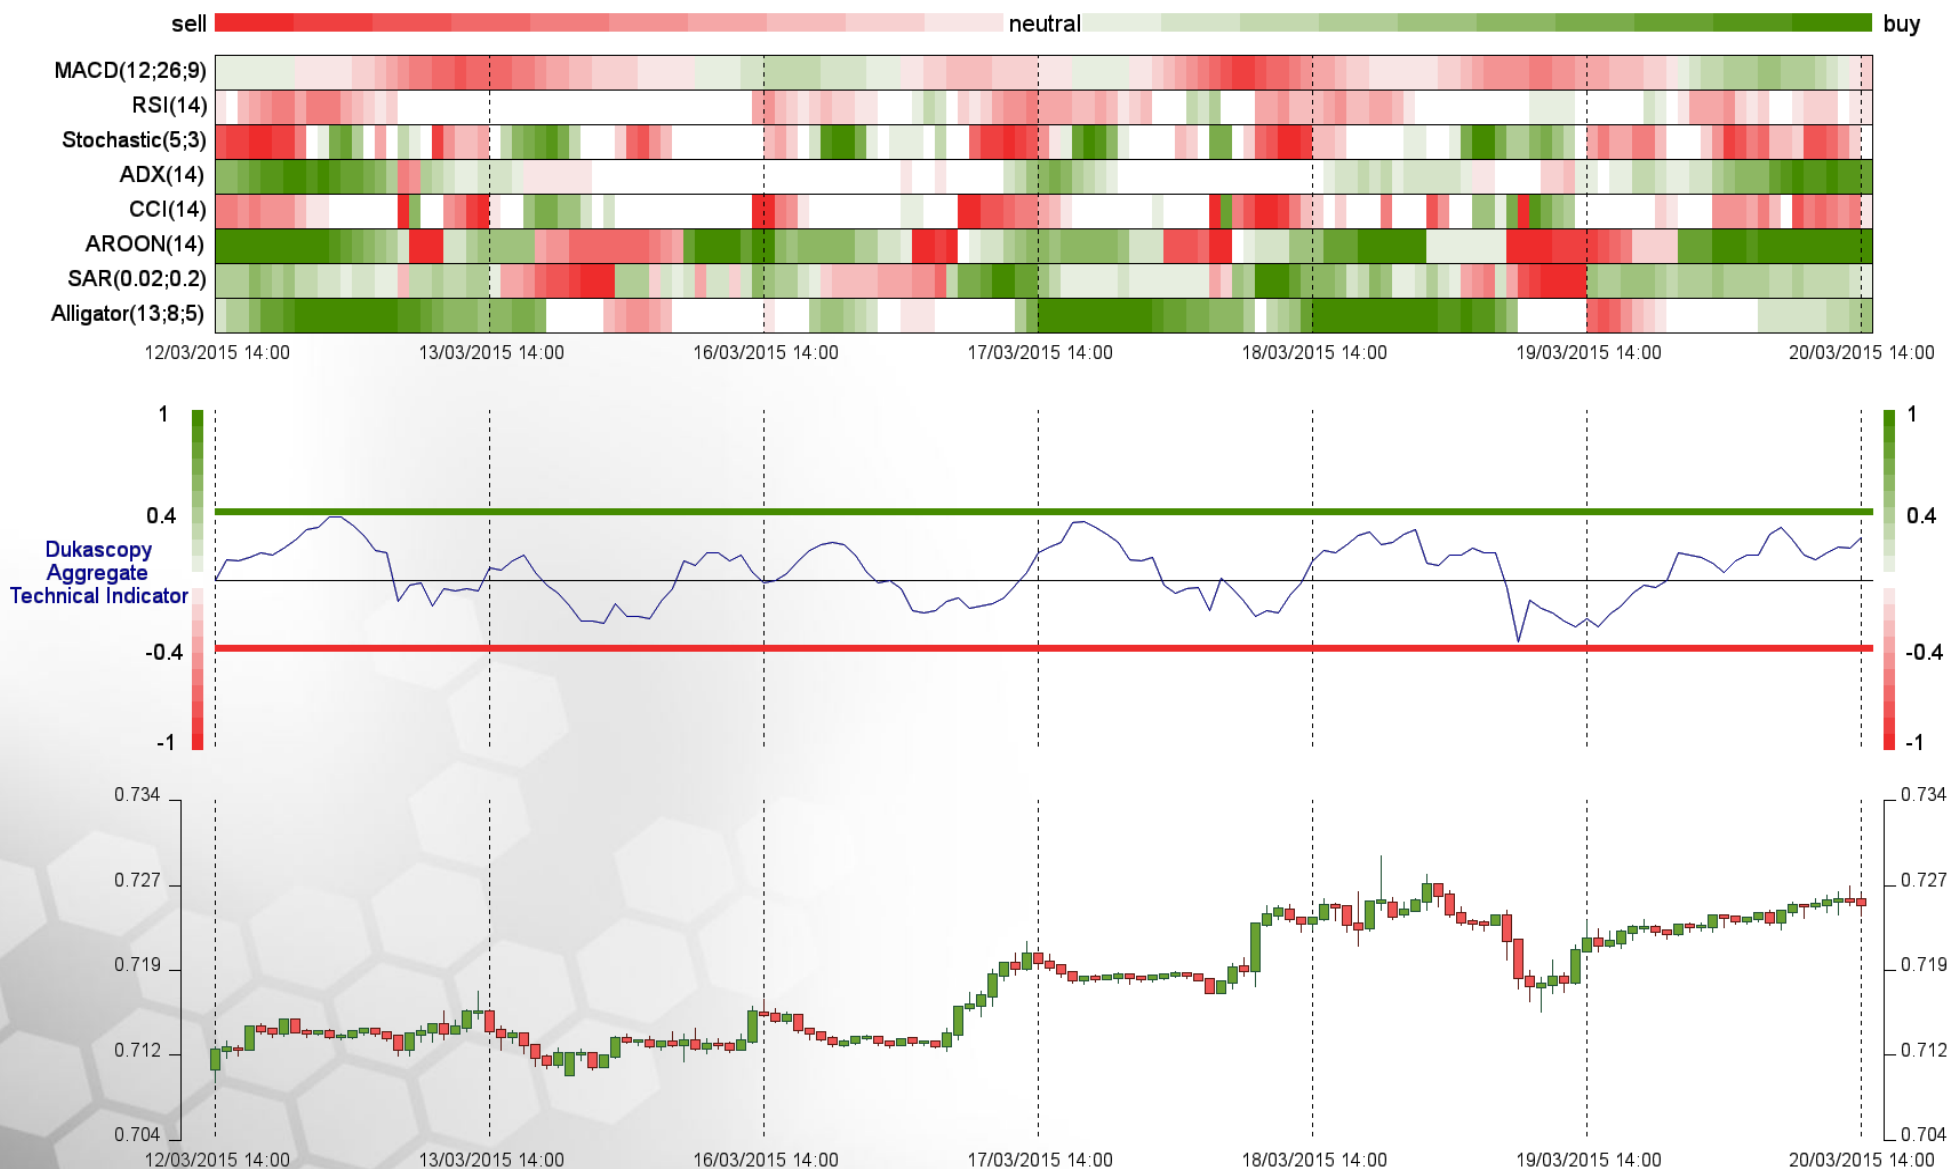 sell neutral buy
MACD(12;26;9)
RSI(14)
Stochastic(5;3)
ADX(14)
CCI(14)
AROON(14)
SAR(0.02;0.2)
Alligator(13;8;5)
12/03/2015 14:00 13/03/2015 14:00 16/03/2015 14:00 17/03/2015 14:00 18/03/2015 14:00 19/03/2015 14:00 20/03/2015 14:00
1 1
0.4 0.4
Dukascopy
Aggregate
Technical Indicator
-0.4 -0.4
-1 -1
0.734 0.734
0.727 0.727
0.719 0.719
0.712 0.712
0.704 0.704
12/03/2015 14:00 13/03/2015 14:00 16/03/2015 14:00 17/03/2015 14:00 18/03/2015 14:00 19/03/2015 14:00 20/03/2015 14:00